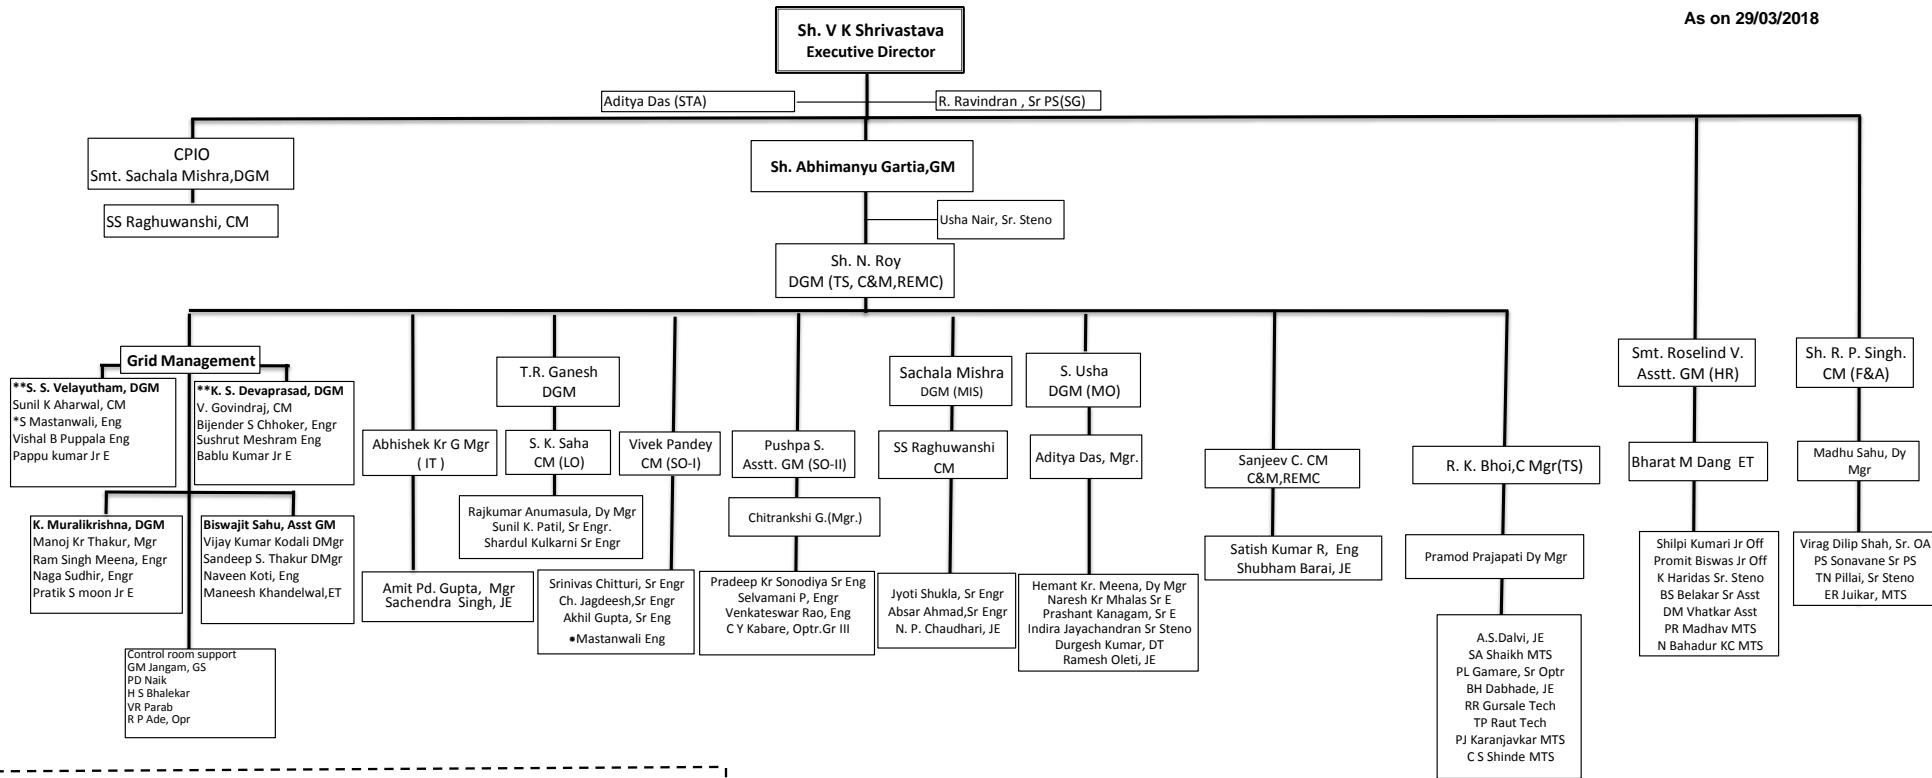 As on 29/03/2018
Sh. V K Shrivastava
Executive Director
Aditya Das (STA)
R. Ravindran , Sr PS(SG)
CPIO
Smt. Sachala Mishra,DGM
SS Raghuwanshi, CM
Sh. Abhimanyu Gartia,GM
Usha Nair, Sr. Steno
Sh. N. Roy
DGM (TS, C&M,REMC)
Grid Management
**S. S. Velayutham, DGM
Sunil K Aharwal, CM
*S Mastanwali, Eng
Vishal B Puppala Eng
Pappu kumar Jr E
**K. S. Devaprasad, DGM
V. Govindraj, CM
Bijender S Chhoker, Engr
Sushrut Meshram Eng
Bablu Kumar Jr E
K. Muralikrishna, DGM
Manoj Kr Thakur, Mgr
Ram Singh Meena, Engr
Naga Sudhir, Engr
Pratik S moon Jr E
Biswajit Sahu, Asst GM
Vijay Kumar Kodali DMgr
Sandeep S. Thakur DMgr
Naveen Koti, Eng
Maneesh Khandelwal,ET
Control room support
GM Jangam, GS
PD Naik
H S Bhalekar
VR Parab
R P Ade, Opr
Abhishek Kr G Mgr
( IT )
Amit Pd. Gupta, Mgr
Sachendra Singh, JE
T.R. Ganesh
DGM
S. K. Saha
CM (LO)
Rajkumar Anumasula, Dy Mgr
Sunil K. Patil, Sr Engr.
Shardul Kulkarni Sr Engr
Vivek Pandey
CM (SO-I)
Srinivas Chitturi, Sr Engr
Ch. Jagdeesh,Sr Engr
Akhil Gupta, Sr Eng
*Mastanwali Eng
Pushpa S.
Asstt. GM (SO-II)
Chitrankshi G.(Mgr.)
Pradeep Kr Sonodiya Sr Eng
Selvamani P, Engr
Venkateswar Rao, Eng
C Y Kabare, Optr.Gr III
Sachala Mishra
DGM (MIS)
SS Raghuwanshi
CM
Jyoti Shukla, Sr Engr
Absar Ahmad,Sr Engr
N. P. Chaudhari, JE
S. Usha
DGM (MO)
Aditya Das, Mgr.
Hemant Kr. Meena, Dy Mgr
Naresh Kr Mhalas Sr E
Prashant Kanagam, Sr E
Indira Jayachandran Sr Steno
Durgesh Kumar, DT
Ramesh Oleti, JE
Sanjeev C. CM
C&M,REMC
Satish Kumar R, Eng
Shubham Barai, JE
R. K. Bhoi,C Mgr(TS)
Pramod Prajapati Dy Mgr
A.S.Dalvi, JE
SA Shaikh MTS
PL Gamare, Sr Optr
BH Dabhade, JE
RR Gursale Tech
TP Raut Tech
PJ Karanjavkar MTS
C S Shinde MTS
Smt. Roselind V.
Asstt. GM (HR)
Bharat M Dang ET
Shilpi Kumari Jr Off
Promit Biswas Jr Off
K Haridas Sr. Steno
BS Belakar Sr Asst
DM Vhatkar Asst
PR Madhav MTS
N Bahadur KC MTS
Sh. R. P. Singh.
CM (F&A)
Madhu Sahu, Dy
Mgr
Virag Dilip Shah, Sr. OA
PS Sonavane Sr PS
TN Pillai, Sr Steno
ER Juikar, MTS